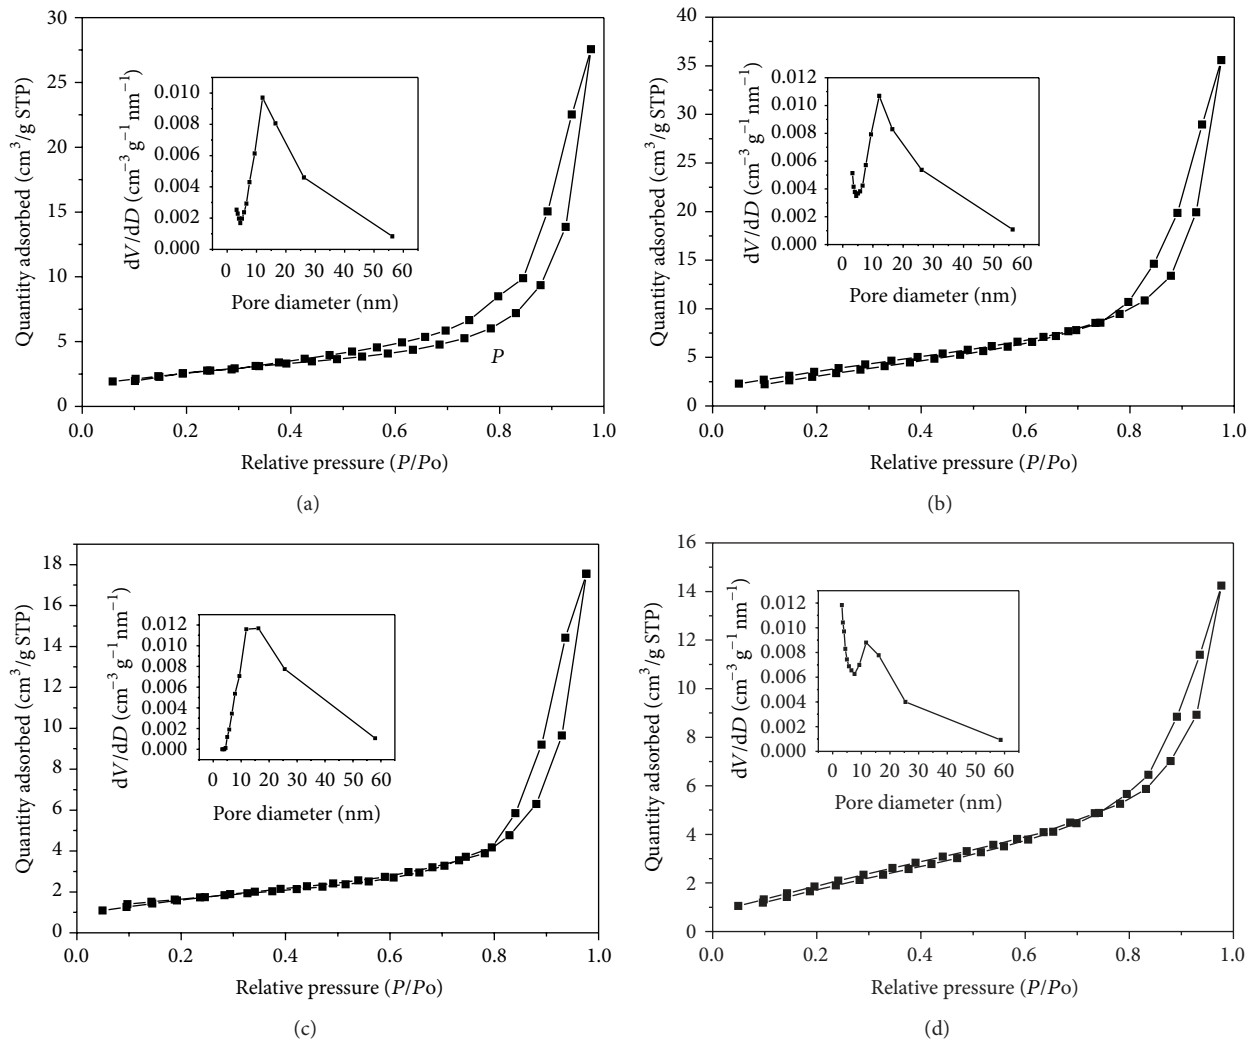 30
25
20
15
10
5
0
Quantity adsorbed (cm³/g STP)
0.0 0.2 0.4 0.6 0.8 1.0
Relative pressure (P/Po)
P
0.010
0.008
0.006
0.004
0.002
0.000
dV/dD (cm⁻³ g⁻¹ nm⁻¹)
0 10 20 30 40 50 60
Pore diameter (nm)
(a)
40
35
30
25
20
15
10
5
0
Quantity adsorbed (cm³/g STP)
0.0 0.2 0.4 0.6 0.8 1.0
Relative pressure (P/Po)
0.012
0.010
0.008
0.006
0.004
0.002
0.000
dV/dD (cm⁻³ g⁻¹ nm⁻¹)
0 10 20 30 40 50 60
Pore diameter (nm)
(b)
18
16
14
12
10
8
6
4
2
0
Quantity adsorbed (cm³/g STP)
0.0 0.2 0.4 0.6 0.8 1.0
Relative pressure (P/Po)
0.012
0.010
0.008
0.006
0.004
0.002
0.000
dV/dD (cm⁻³ g⁻¹ nm⁻¹)
0 10 20 30 40 50 60
Pore diameter (nm)
(c)
16
14
12
10
8
6
4
2
0
Quantity adsorbed (cm³/g STP)
0.0 0.2 0.4 0.6 0.8 1.0
Relative pressure (P/Po)
0.012
0.010
0.008
0.006
0.004
0.002
0.000
dV/dD (cm⁻³ g⁻¹ nm⁻¹)
0 10 20 30 40 50 60
Pore diameter (nm)
(d)